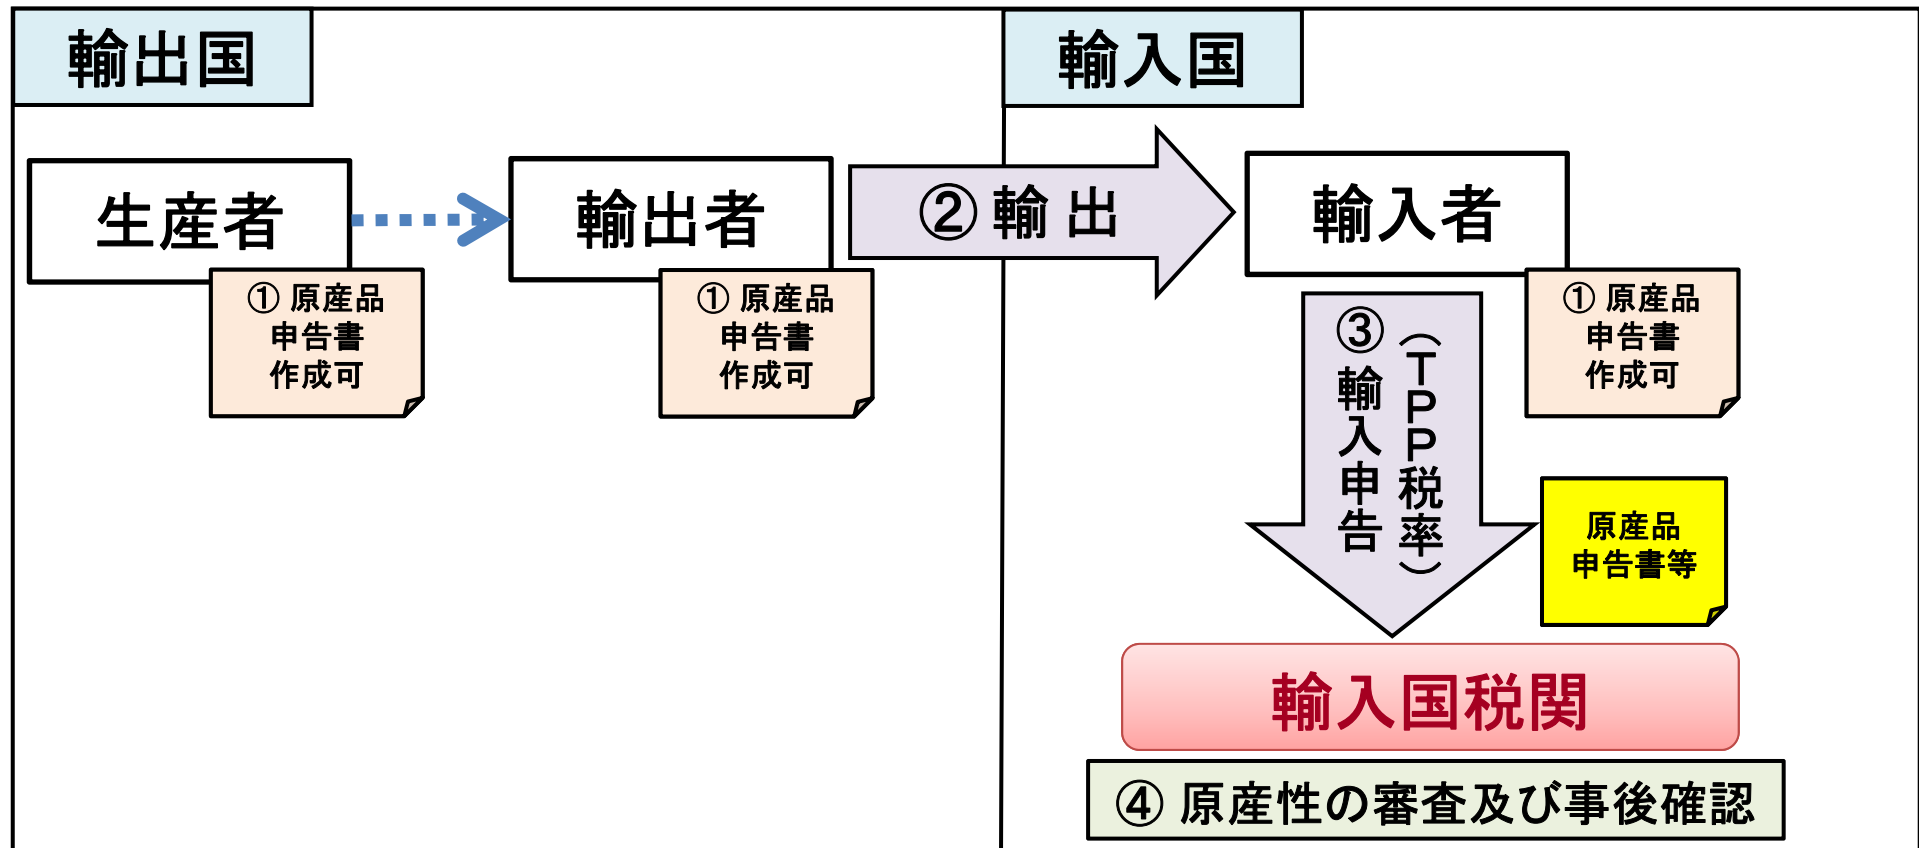 輸出国
輸入国
生産者
輸出者
② 輸 出
輸入者
① 原産品
申告書
作成可
① 原産品
申告書
作成可
① 原産品
申告書
作成可
③輸入申告
（ＴＰＰ税率）
原産品
申告書等
輸入国税関
④ 原産性の審査及び事後確認